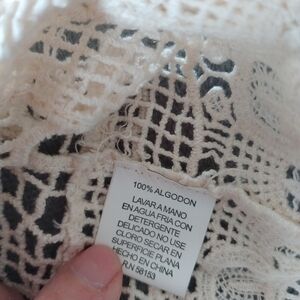 100% ALGODON
LAVAR A MANO
EN AGUA FRIA CON
DETERGENTE
DELICADO NO USE
CLORO SECAR EN
SUPERFICIE PLANA
HECHO EN CHINA
RN 58153